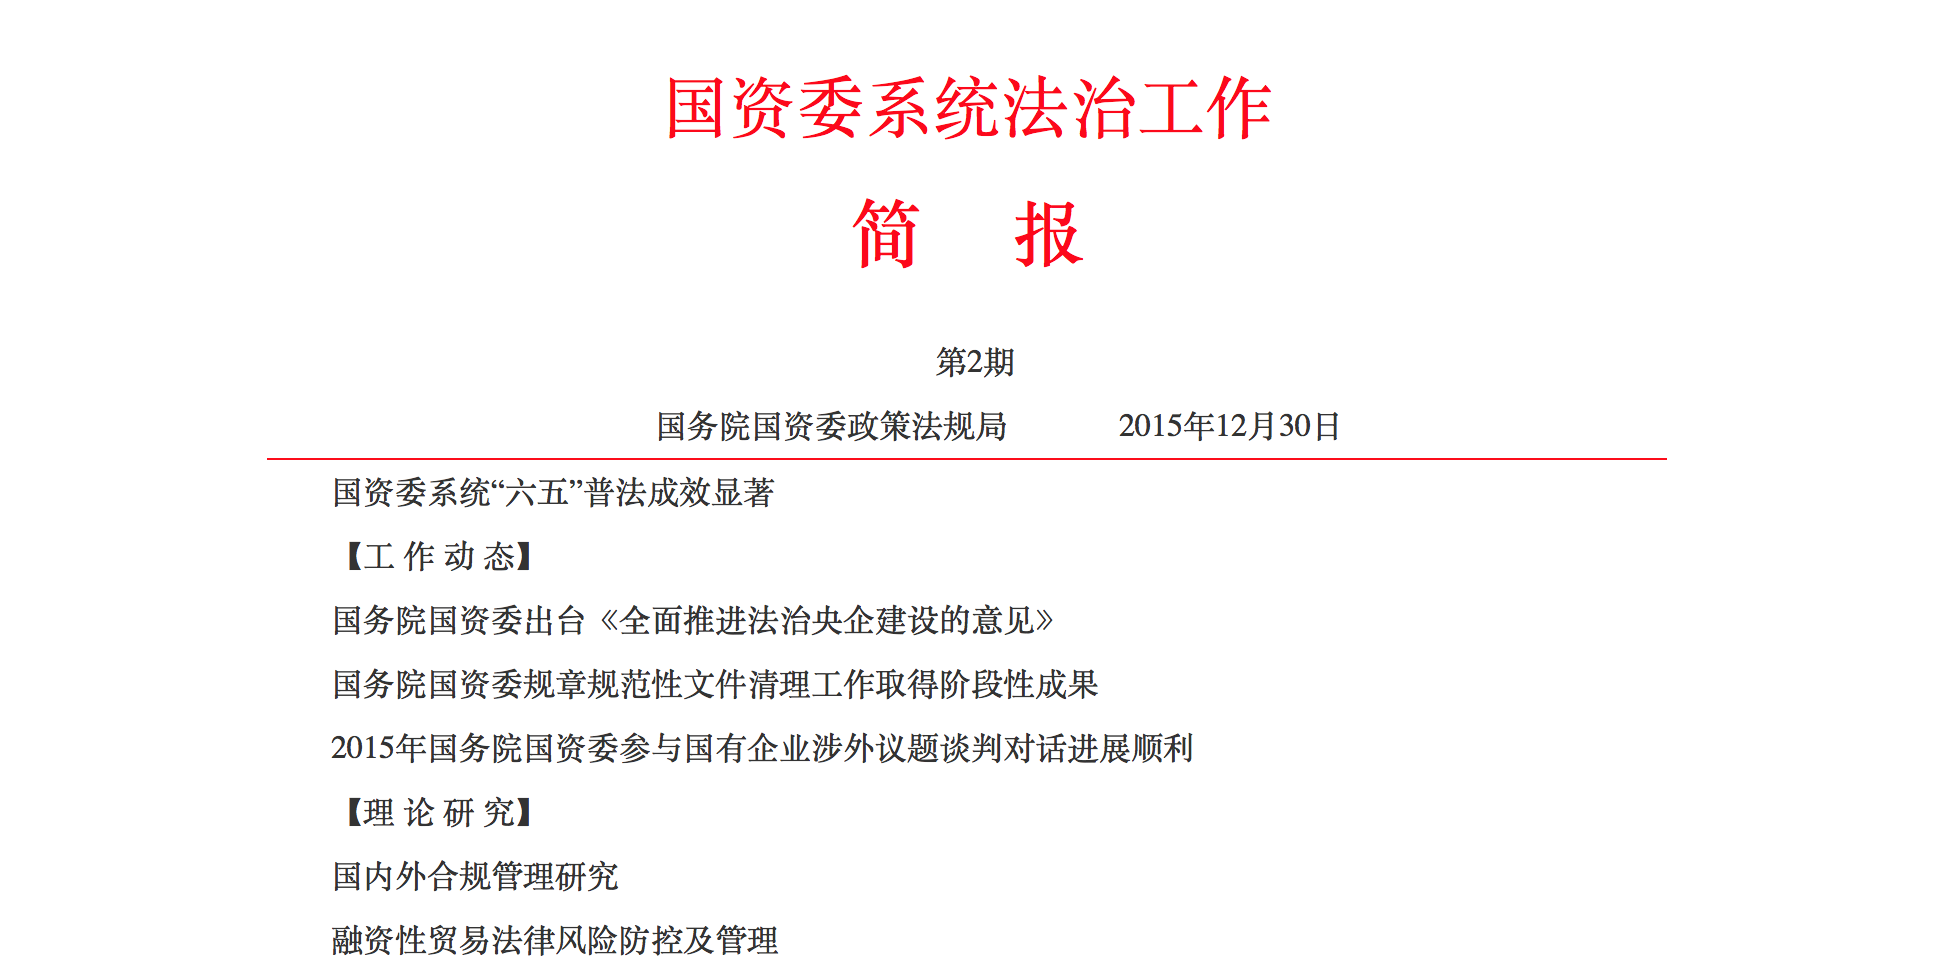 国资委系统法治工作
简 报
第2期
国务院国资委政策法规局 2015年12月30日
国资委系统“六五”普法成效显著
【工 作 动 态】
国务院国资委出台《全面推进法治央企建设的意见》
国务院国资委规章规范性文件清理工作取得阶段性成果
2015年国务院国资委参与国有企业涉外议题谈判对话进展顺利
【理 论 研 究】
国内外合规管理研究
融资性贸易法律风险防控及管理